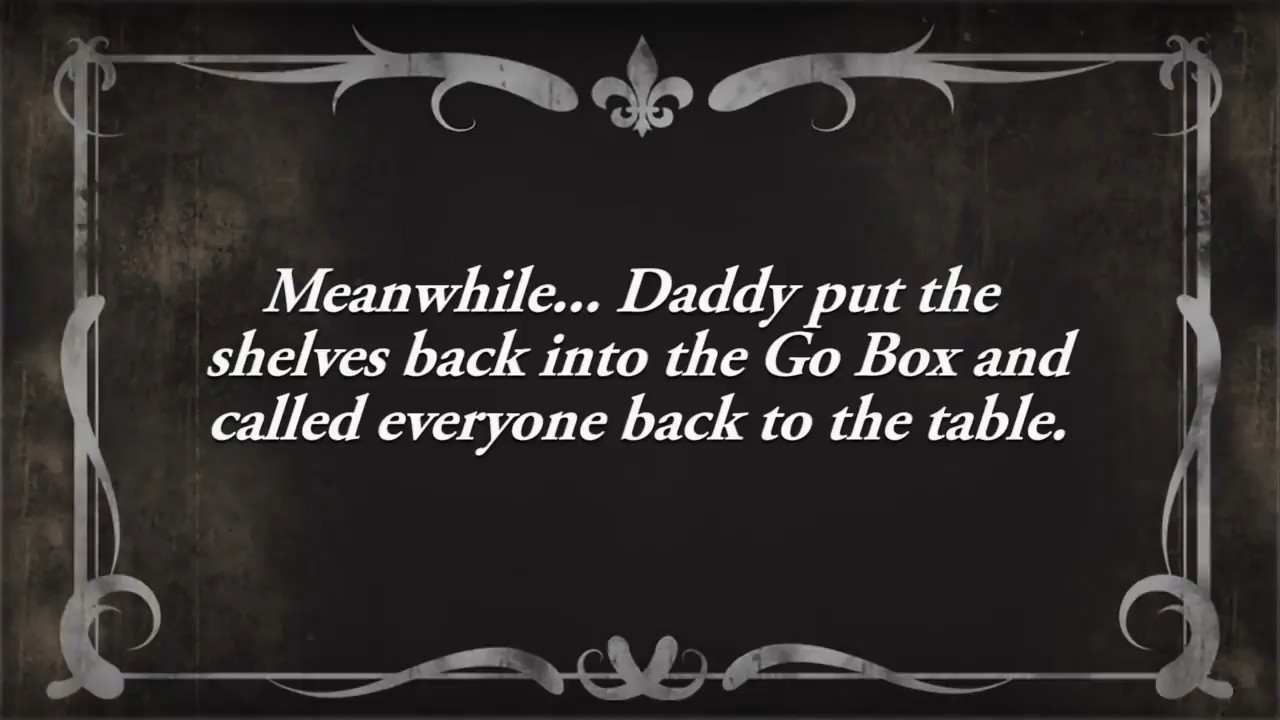 Meanwhile... Daddy put the
shelves back into the Go Box and
called everyone back to the table.